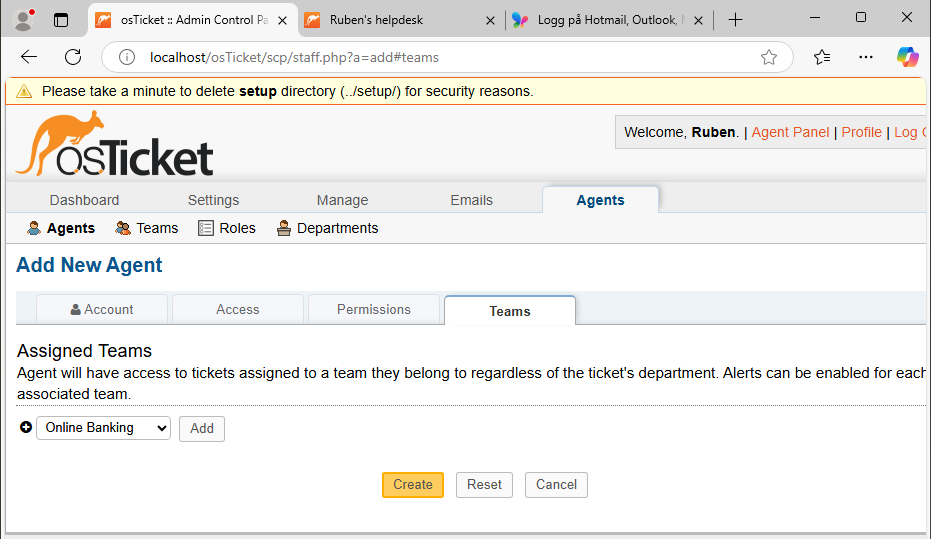 osTicket :: Admin Control Pa
Ruben's helpdesk
Logg på Hotmail, Outlook,
localhost/osTicket/scp/staff.php?a=add#teams
Please take a minute to delete setup directory (../setup/) for security reasons.
osTicket
Welcome, Ruben. | Agent Panel | Profile | Log
Dashboard Settings Manage Emails Agents
Agents Teams Roles Departments
Add New Agent
Account Access Permissions Teams
Assigned Teams
Agent will have access to tickets assigned to a team they belong to regardless of the ticket's department. Alerts can be enabled for each
associated team.
Online Banking Add
Create Reset Cancel